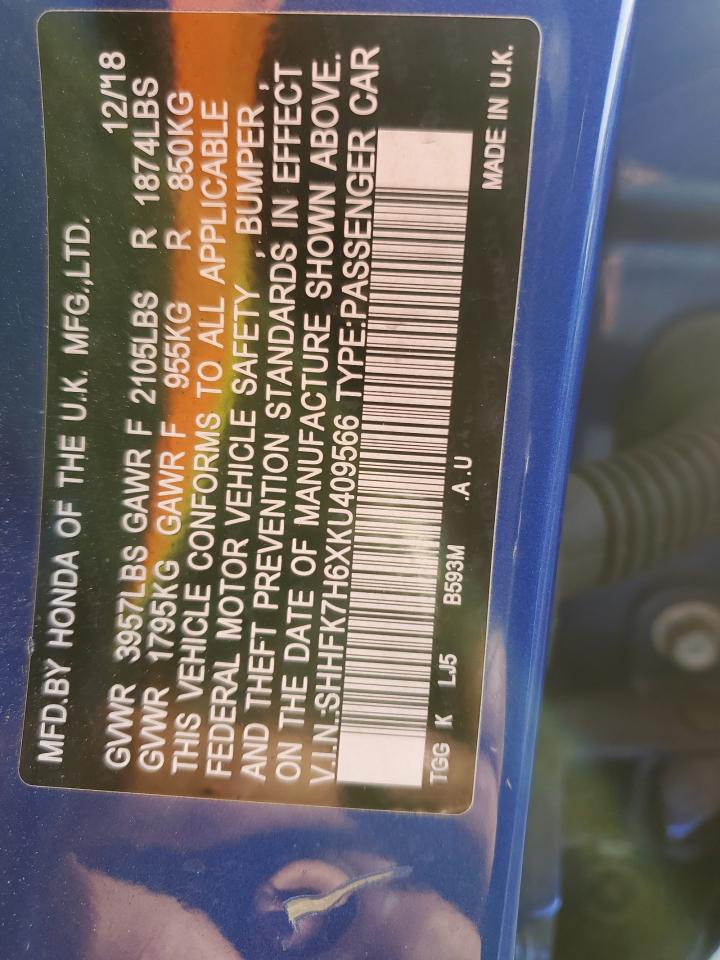 MFD.BY HONDA OF THE U.K. MFG.,LTD.
12/18
GVWR 3957LBS GAWR F 2105LBS R 1874LBS
GVWR 1795KG GAWR F 955KG R 850KG
THIS VEHICLE CONFORMS TO ALL APPLICABLE
FEDERAL MOTOR VEHICLE SAFETY , BUMPER ,
AND THEFT PREVENTION STANDARDS IN EFFECT
ON THE DATE OF MANUFACTURE SHOWN ABOVE.
V.I.N.:SHHFK7H6XKU409566 TYPE:PASSENGER CAR
TGG K LJ5 B593M .A .U
MADE IN U.K.